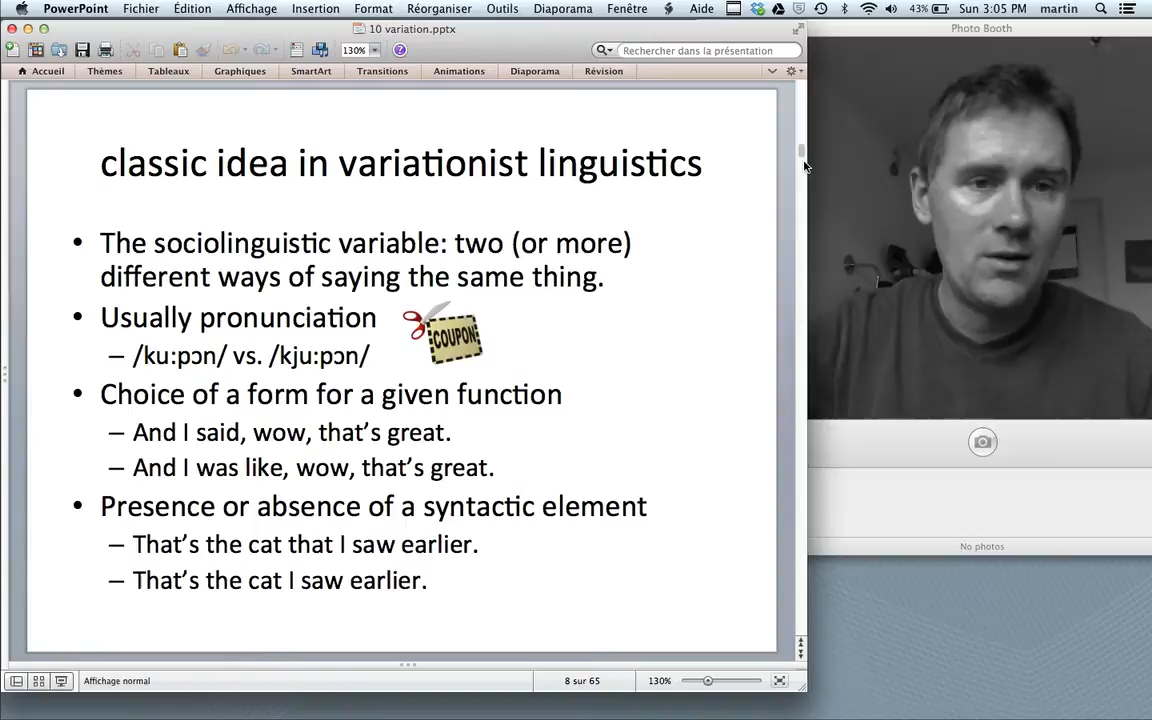 PowerPoint Fichier Édition Affichage Insertion Format Réorganiser Outils Diaporama Fenêtre Aide 43% Sun 3:05 PM martin
10 variation.pptx
Photo Booth
130% Rechercher dans la présentation
Accueil Thèmes Tableaux Graphiques SmartArt Transitions Animations Diaporama Révision
classic idea in variationist linguistics
• The sociolinguistic variable: two (or more)
different ways of saying the same thing.
• Usually pronunciation
COUPON
– /ku:pɔn/ vs. /kju:pɔn/
• Choice of a form for a given function
– And I said, wow, that’s great.
– And I was like, wow, that’s great.
• Presence or absence of a syntactic element
– That’s the cat that I saw earlier.
– That’s the cat I saw earlier.
No photos
Affichage normal 8 sur 65 130%